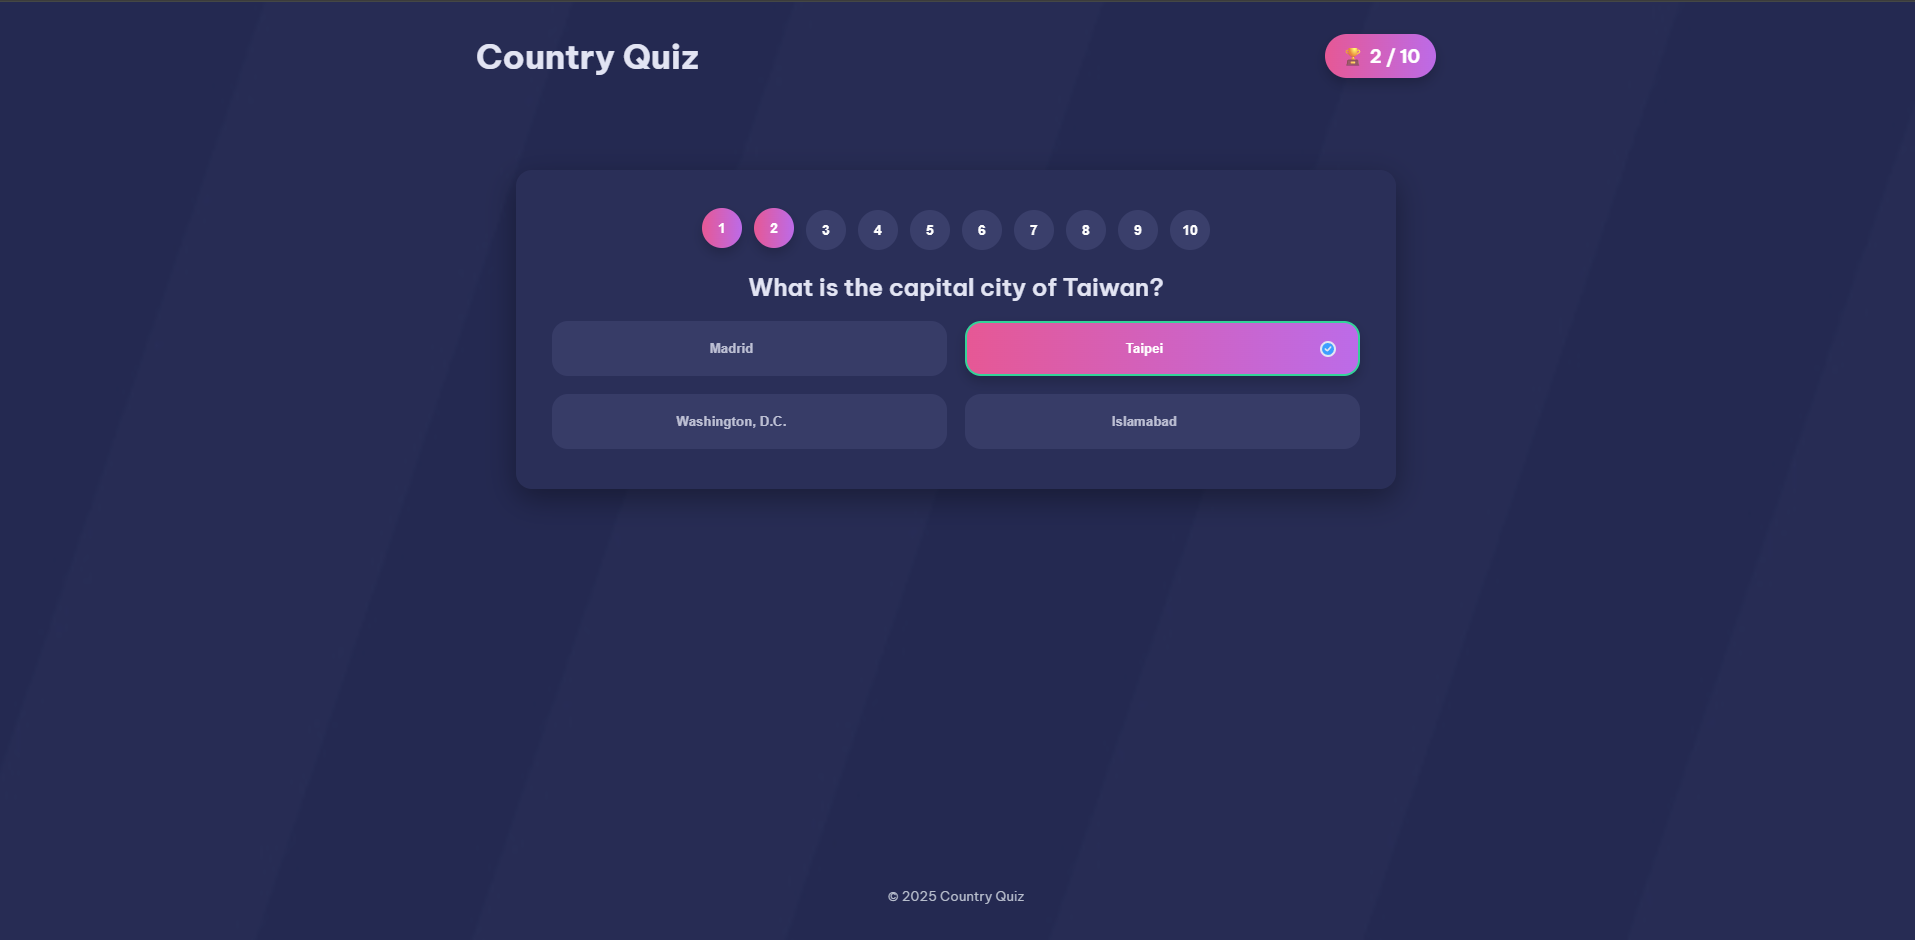 Country Quiz
🏆 2 / 10
1 2 3 4 5 6 7 8 9 10
What is the capital city of Taiwan?
Madrid
Taipei
Washington, D.C.
Islamabad
© 2025 Country Quiz